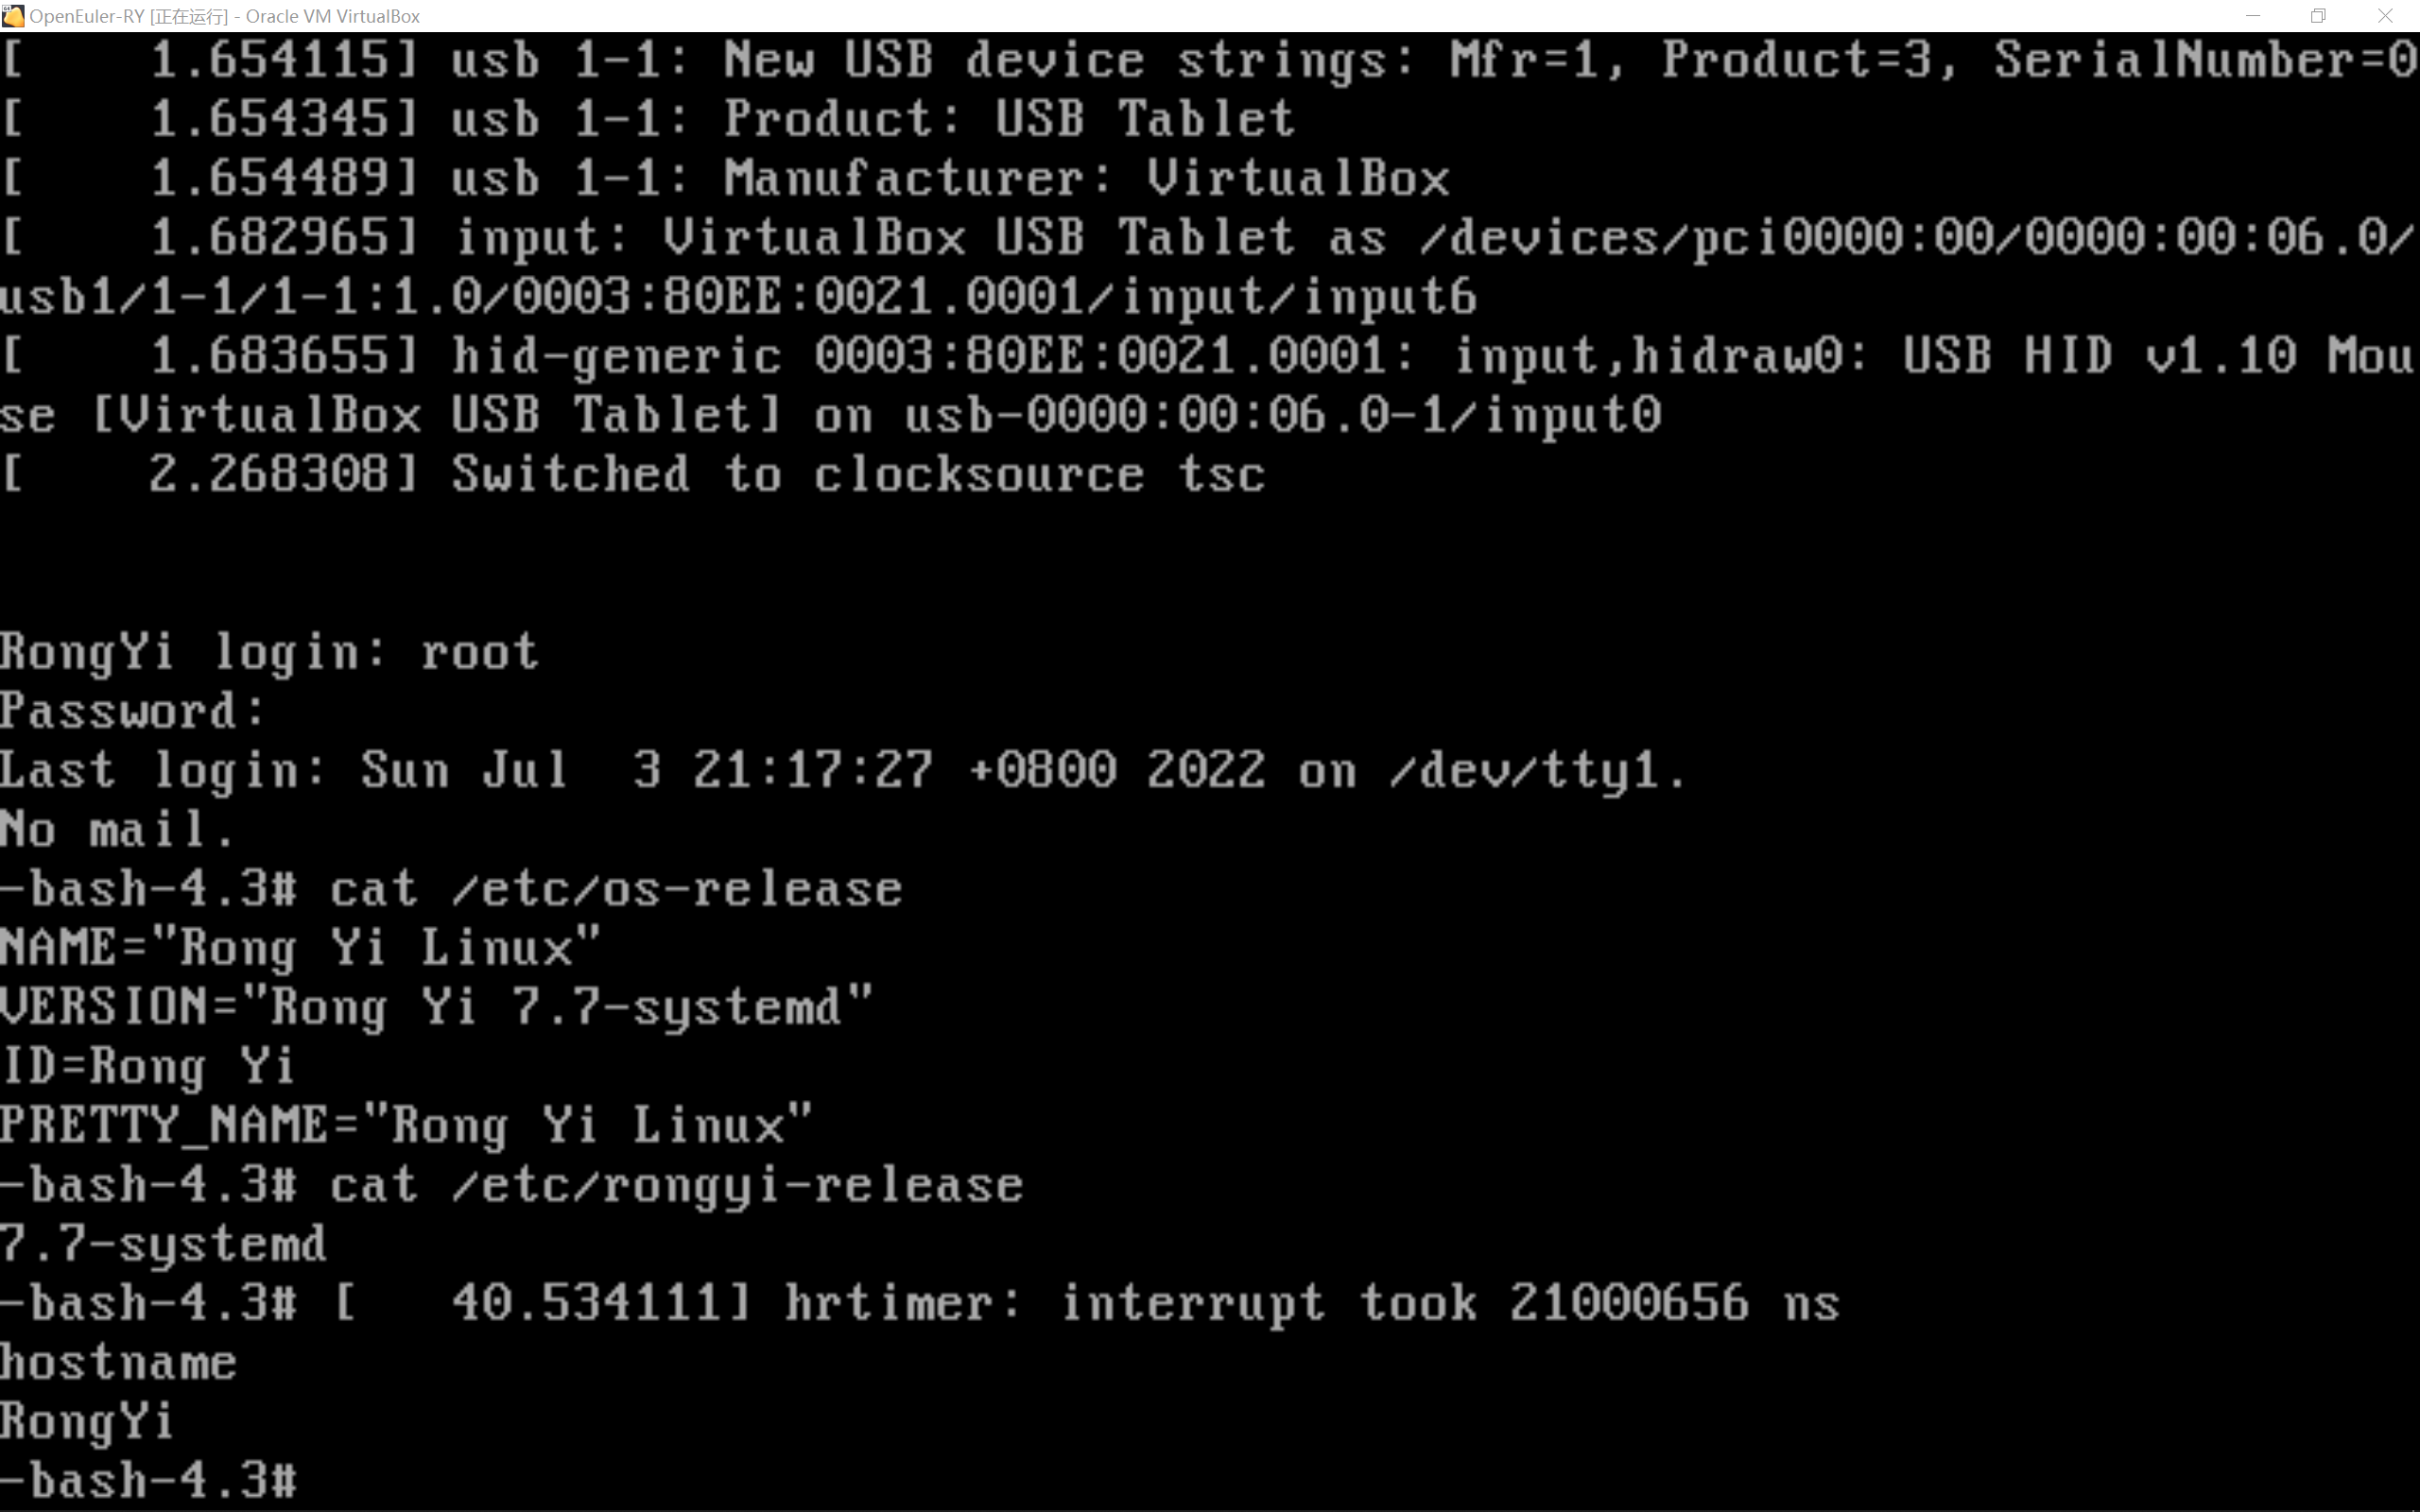 OpenEuler-RY [正在运行] - Oracle VM VirtualBox
[    1.654115] usb 1-1: New USB device strings: Mfr=1, Product=3, SerialNumber=0
[    1.654345] usb 1-1: Product: USB Tablet
[    1.654489] usb 1-1: Manufacturer: VirtualBox
[    1.682965] input: VirtualBox USB Tablet as /devices/pci0000:00/0000:00:06.0/
usb1/1-1/1-1:1.0/0003:80EE:0021.0001/input/input6
[    1.683655] hid-generic 0003:80EE:0021.0001: input,hidraw0: USB HID v1.10 Mou
se [VirtualBox USB Tablet] on usb-0000:00:06.0-1/input0
[    2.268308] Switched to clocksource tsc
RongYi login: root
Password:
Last login: Sun Jul  3 21:17:27 +0800 2022 on /dev/tty1.
No mail.
-bash-4.3# cat /etc/os-release
NAME="Rong Yi Linux"
VERSION="Rong Yi 7.7-systemd"
ID=Rong Yi
PRETTY_NAME="Rong Yi Linux"
-bash-4.3# cat /etc/rongyi-release
7.7-systemd
-bash-4.3# [   40.534111] hrtimer: interrupt took 21000656 ns
hostname
RongYi
-bash-4.3#